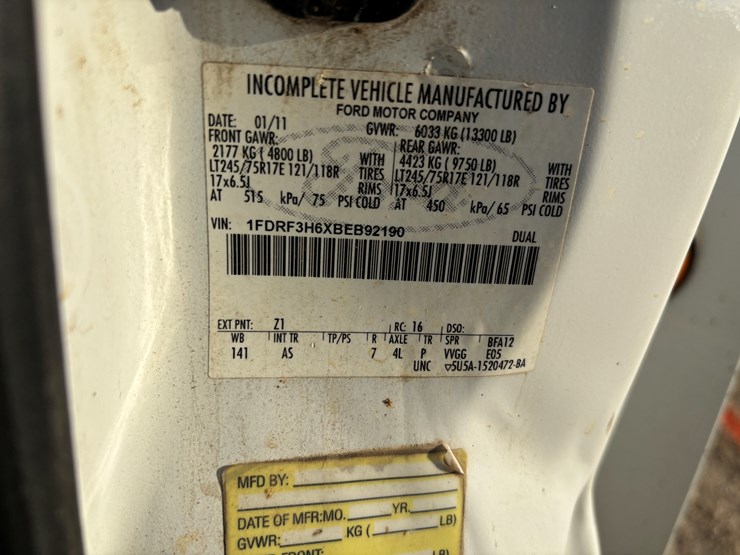 INCOMPLETE VEHICLE MANUFACTURED BY
FORD MOTOR COMPANY
DATE: 01/11 GVWR: 6033 KG (13300 LB)
FRONT GAWR: REAR GAWR:
2177 KG ( 4800 LB) WITH 4423 KG ( 9750 LB) WITH
LT245/75R17E 121/118R TIRES LT245/75R17E 121/118R TIRES
17x6.5J RIMS 17x6.5J RIMS
AT 515 kPa/ 75 PSI COLD AT 450 kPa/ 65 PSI COLD
VIN: 1FDRF3H6XBEB92190 DUAL
EXT PNT: Z1 RC: 16 DSO:
WB INT TR TP/PS R AXLE TR SPR BFA12
141 AS 7 4L P VVGG E05
UNC ▽5U5A-1520472-BA
MFD BY:
DATE OF MFR:MO. YR.
GVWR: KG ( LB)
FRONT: LB)